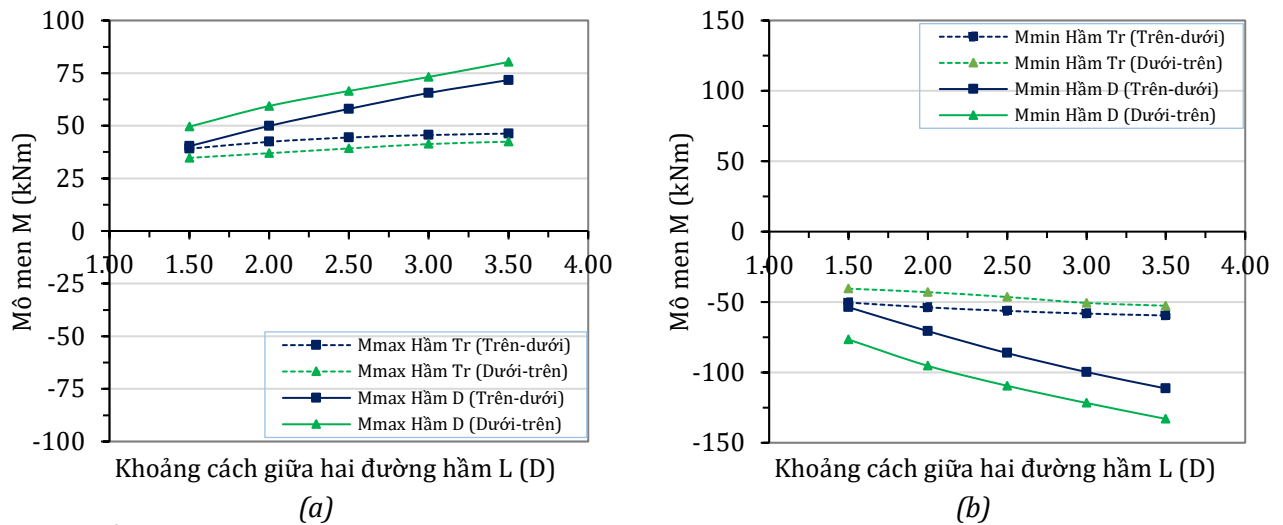 100
75
50
25
0
-25
-50
-75
-100
1.00 1.50 2.00 2.50 3.00 3.50 4.00
Mô men M (kNm)
Mmax Hầm Tr (Trên-dưới)
Mmax Hầm Tr (Dưới-trên)
Mmax Hầm D (Trên-dưới)
Mmax Hầm D (Dưới-trên)
Khoảng cách giữa hai đường hầm L (D)
(a)
150
100
50
0
-50
-100
-150
1.00 1.50 2.00 2.50 3.00 3.50 4.00
Mô men M (kNm)
Mmin Hầm Tr (Trên-dưới)
Mmin Hầm Tr (Dưới-trên)
Mmin Hầm D (Trên-dưới)
Mmin Hầm D (Dưới-trên)
Khoảng cách giữa hai đường hầm L (D)
(b)